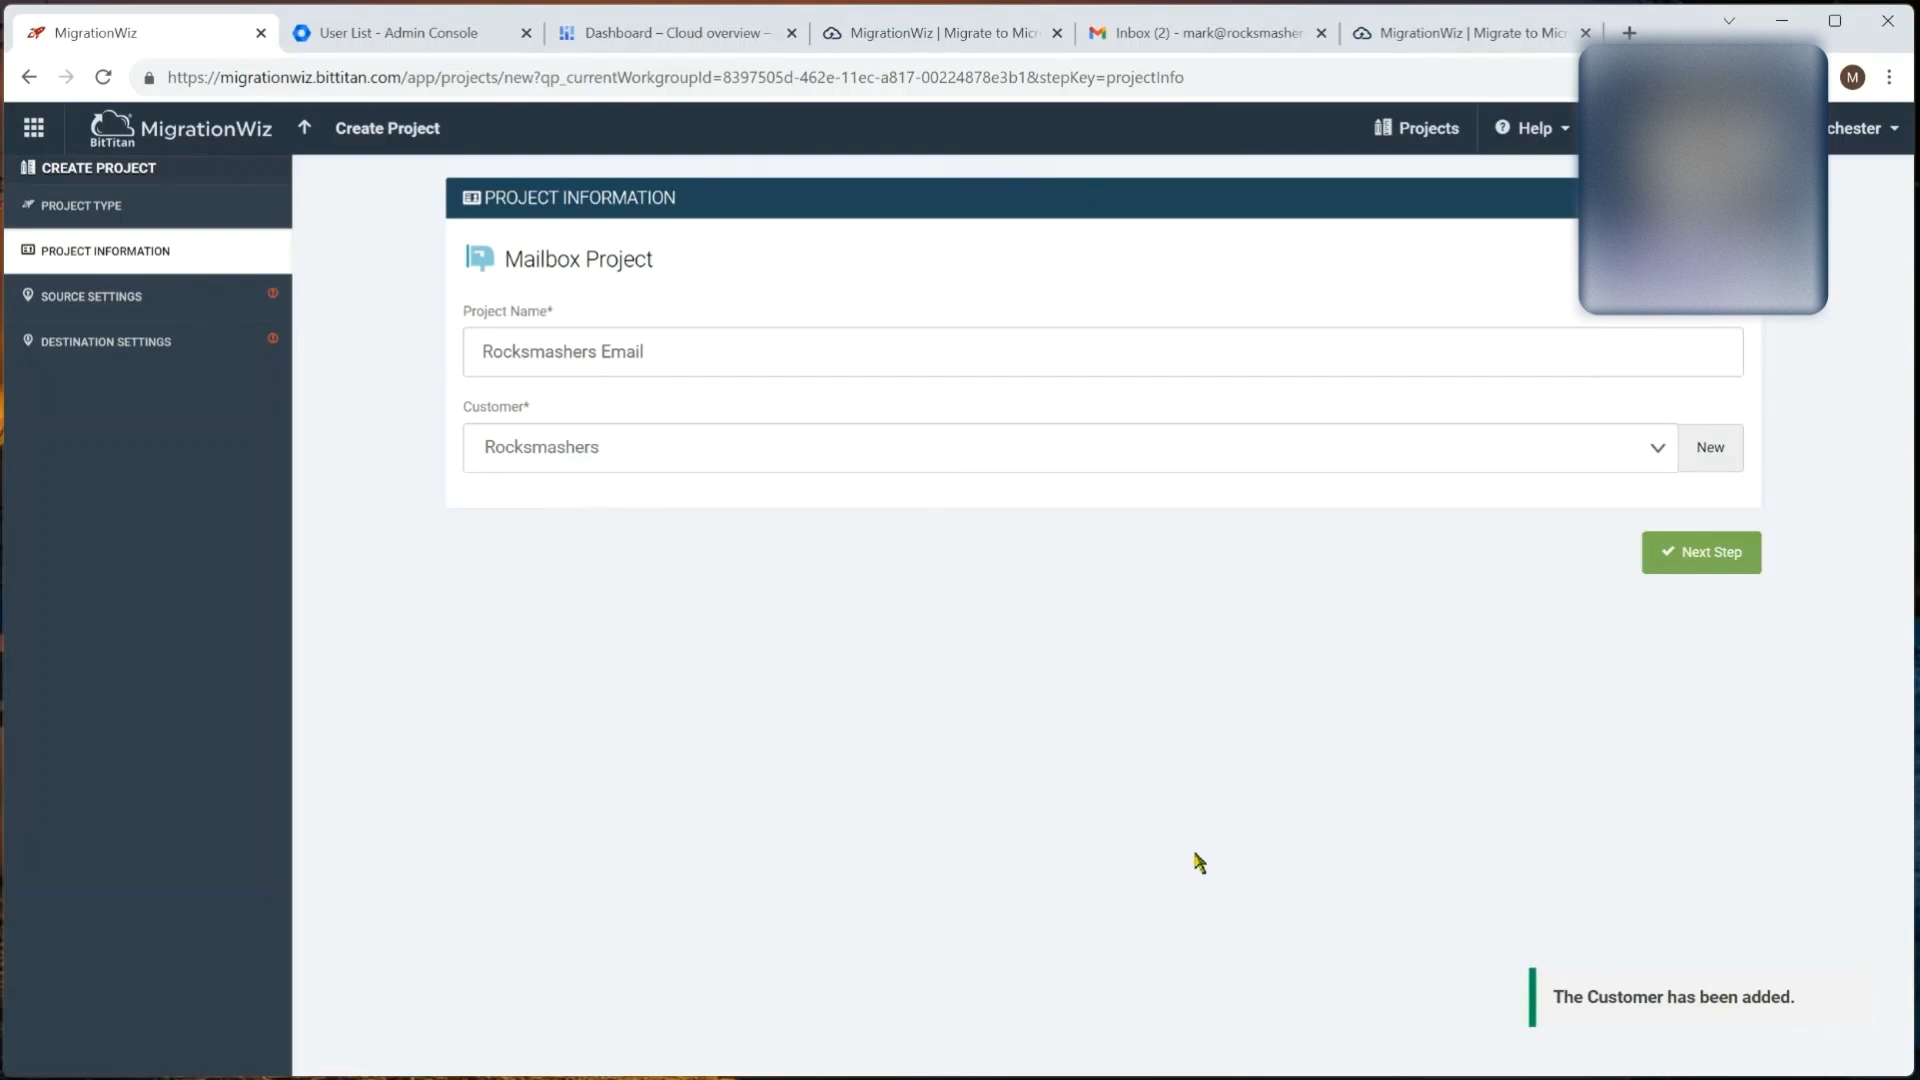 MigrationWiz
User List - Admin Console
Dashboard – Cloud overview –
MigrationWiz | Migrate to Micr
Inbox (2) - mark@rocksmasher
MigrationWiz | Migrate to Micr
https://migrationwiz.bittitan.com/app/projects/new?qp_currentWorkgroupId=8397505d-462e-11ec-a817-00224878e3b1&stepKey=projectInfo
M
BitTitan
MigrationWiz
Create Project
Projects
Help
chester
CREATE PROJECT
PROJECT TYPE
PROJECT INFORMATION
SOURCE SETTINGS
DESTINATION SETTINGS
PROJECT INFORMATION
Mailbox Project
Project Name*
Rocksmashers Email
Customer*
Rocksmashers
New
Next Step
The Customer has been added.